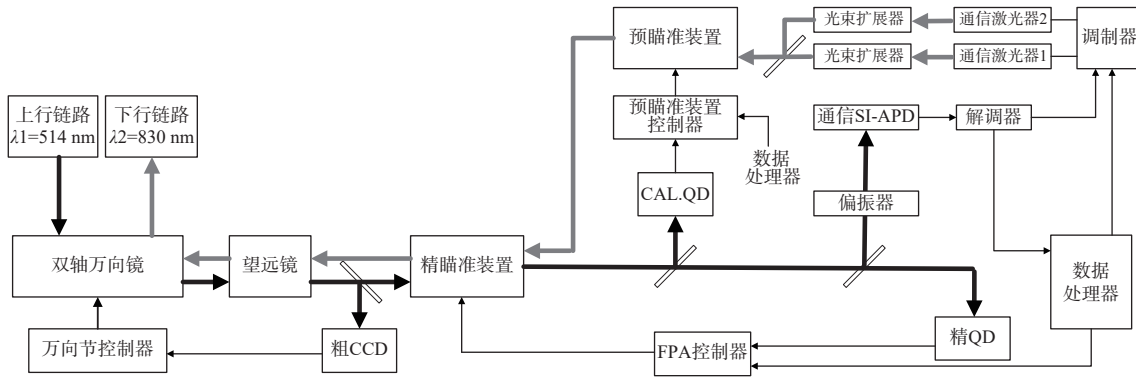 预瞄准装置
光束扩展器
通信激光器2
光束扩展器
通信激光器1
调制器
上行链路
λ1=514 nm
下行链路
λ2=830 nm
预瞄准装置
控制器
通信SI-APD
解调器
数据
处理器
CAL.QD
偏振器
双轴万向镜
望远镜
精瞄准装置
数据
处理器
万向节控制器
粗CCD
FPA控制器
精QD